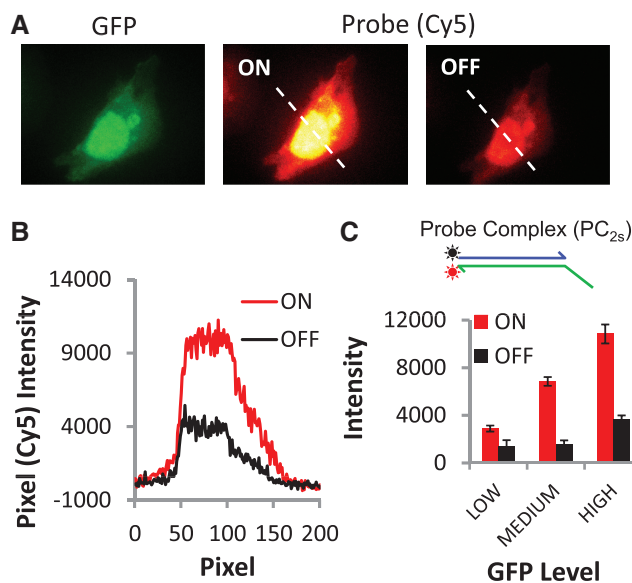 A
GFP
Probe (Cy5)
ON
OFF
B
14000
9000
4000
-1000
Pixel (Cy5) Intensity
ON
OFF
0 50 100 150 200
Pixel
C
Probe Complex (PC2s)
12000
8000
4000
0
Intensity
ON
OFF
LOW
MEDIUM
HIGH
GFP Level